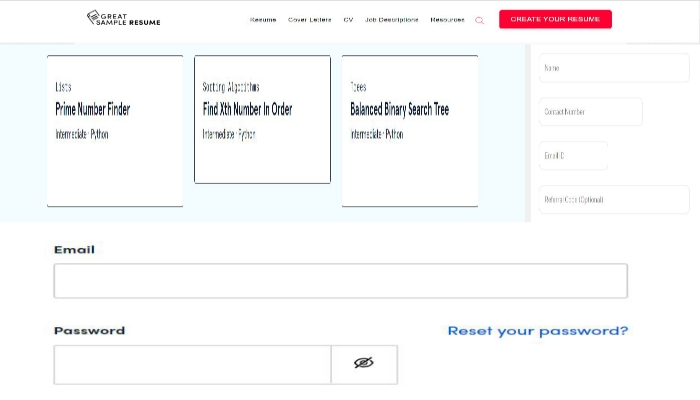 GREAT
SAMPLE RESUME
Resume Cover Letters CV Job Descriptions Resources CREATE YOUR RESUME
Lists
Prime Number Finder
Intermediate · Python
Sorting Algorithms
Find Xth Number In Order
Intermediate · Python
Trees
Balanced Binary Search Tree
Intermediate · Python
Name
Contact Number
Email ID
Referral Code (Optional)
Email
Password Reset your password?